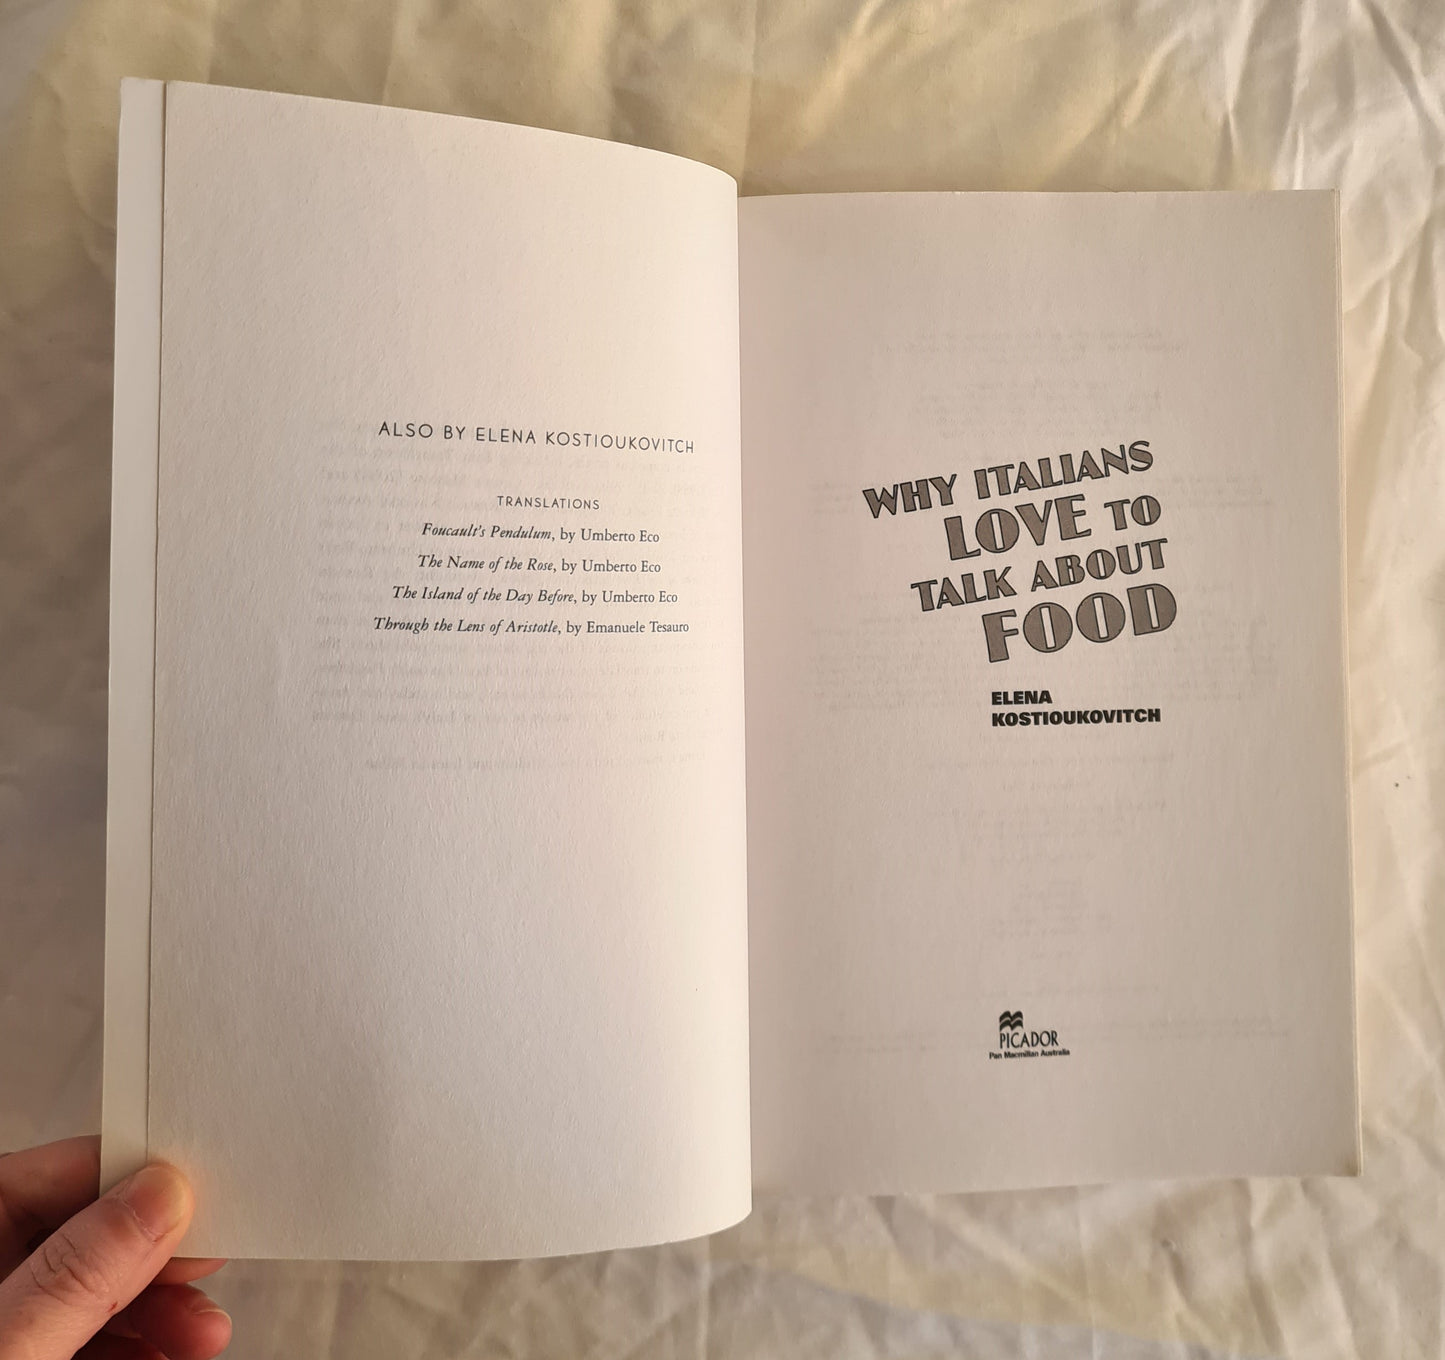 ALSO BY ELENA KOSTIOUKOVITCH
TRANSLATIONS
Foucault's Pendulum, by Umberto Eco
The Name of the Rose, by Umberto Eco
The Island of the Day Before, by Umberto Eco
Through the Lens of Aristotle, by Emanuele Tesauro
WHY ITALIANS
LOVE TO
TALK ABOUT
FOOD
ELENA
KOSTIOUKOVITCH
PICADOR
Pan Macmillan Australia